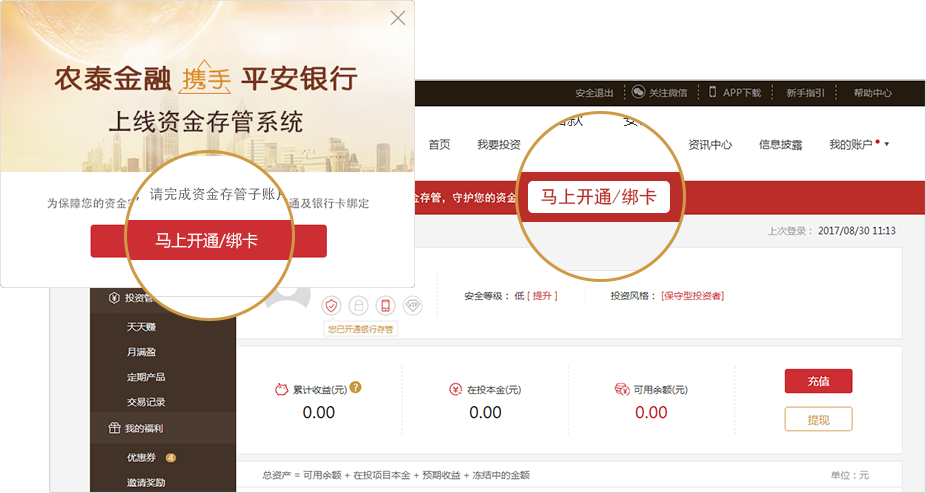 农泰金融 携手 平安银行
上线资金存管系统
请完成资金存管子账户
为保障您的资金安
通及银行卡绑定
马上开通/绑卡
安全退出 关注微信 APP下载 新手指引 帮助中心
首页 我要投资 资讯中心 信息披露 我的账户
存管，守护您的资金 马上开通/绑卡
上次登录： 2017/08/30 11:13
安全等级： 低 [ 提升 ] 投资风格： [保守型投资者]
VIP
您已开通银行存管
投资管
天天赚
月满盈
定期产品
交易记录
我的福利
优惠券 4
邀请奖励
累计收益(元) ? 在投本金(元) 可用余额(元)
0.00 0.00 0.00
充值
提现
总资产 = 可用余额 + 在投项目本金 + 预期收益 + 冻结中的金额 单位：元